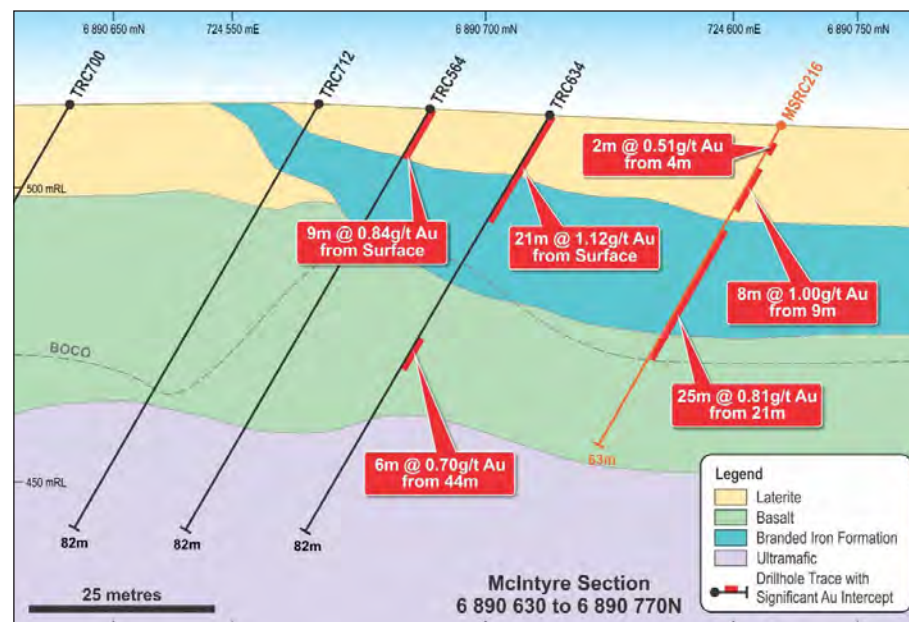 6 890 650 mN
724 550 mE
6 890 700 mN
724 600 mE
6 890 750 mN
TRC700
TRC712
TRC564
TRC634
MSRC216
2m @ 0.51g/t Au
from 4m
500 mRL
9m @ 0.84g/t Au
from Surface
21m @ 1.12g/t Au
from Surface
8m @ 1.00g/t Au
from 9m
BOCO
25m @ 0.81g/t Au
from 21m
63m
6m @ 0.70g/t Au
from 44m
450 mRL
82m
82m
82m
Legend
Laterite
Basalt
Branded Iron Formation
Ultramafic
Drillhole Trace with
Significant Au Intercept
25 metres
McIntyre Section
6 890 630 to 6 890 770N